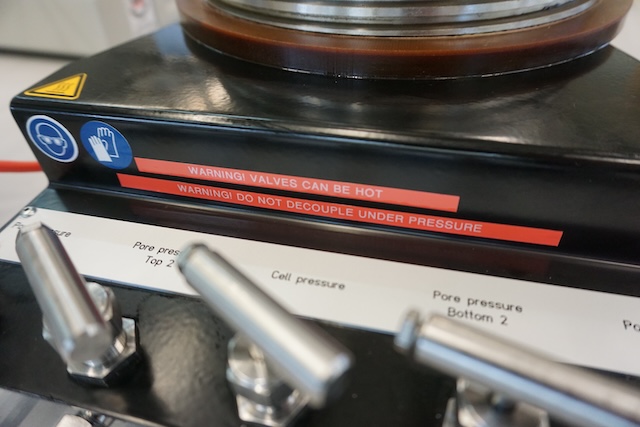 WARNING! VALVES CAN BE HOT
WARNING! DO NOT DECOUPLE UNDER PRESSURE
Pore
Top 2
Cell pressure
Pore pressure
Bottom 2